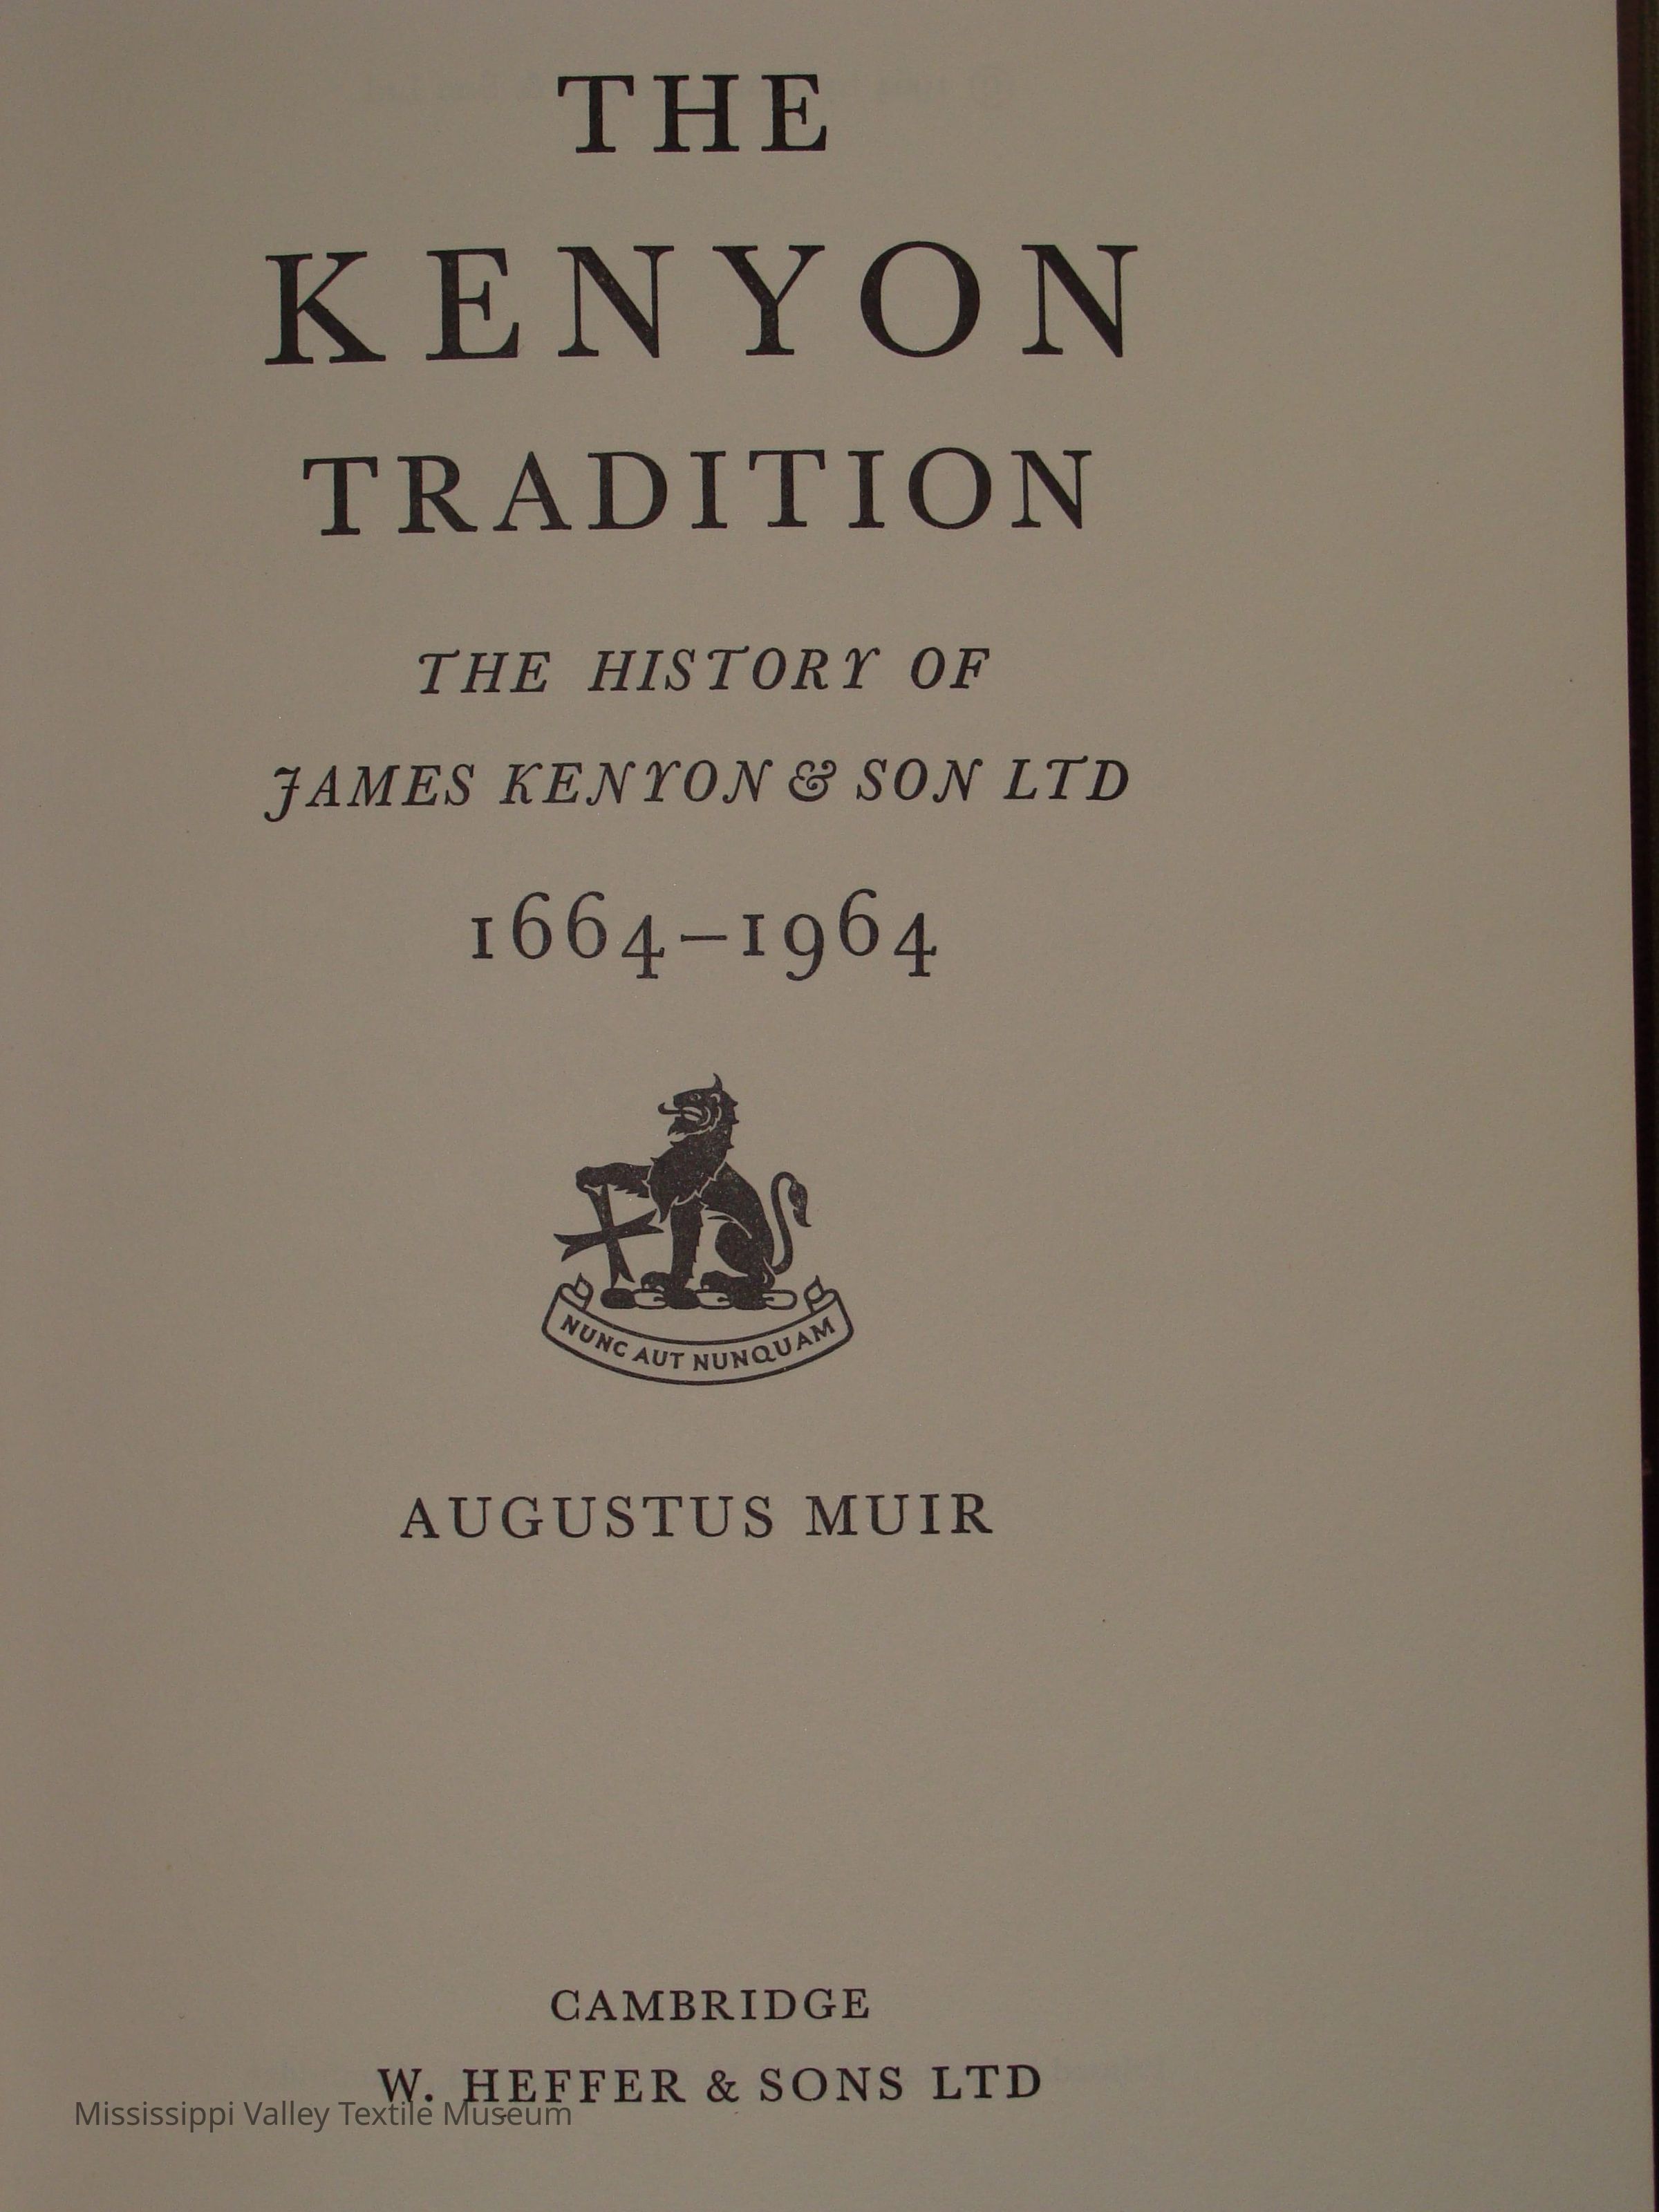 THE
KENYON
TRADITION
THE HISTORY OF
JAMES KENYON & SON LTD
1664–1964
NUNC AUT NUNQUAM
AUGUSTUS MUIR
CAMBRIDGE
W. HEFFER & SONS LTD
Mississippi Valley Textile Museum